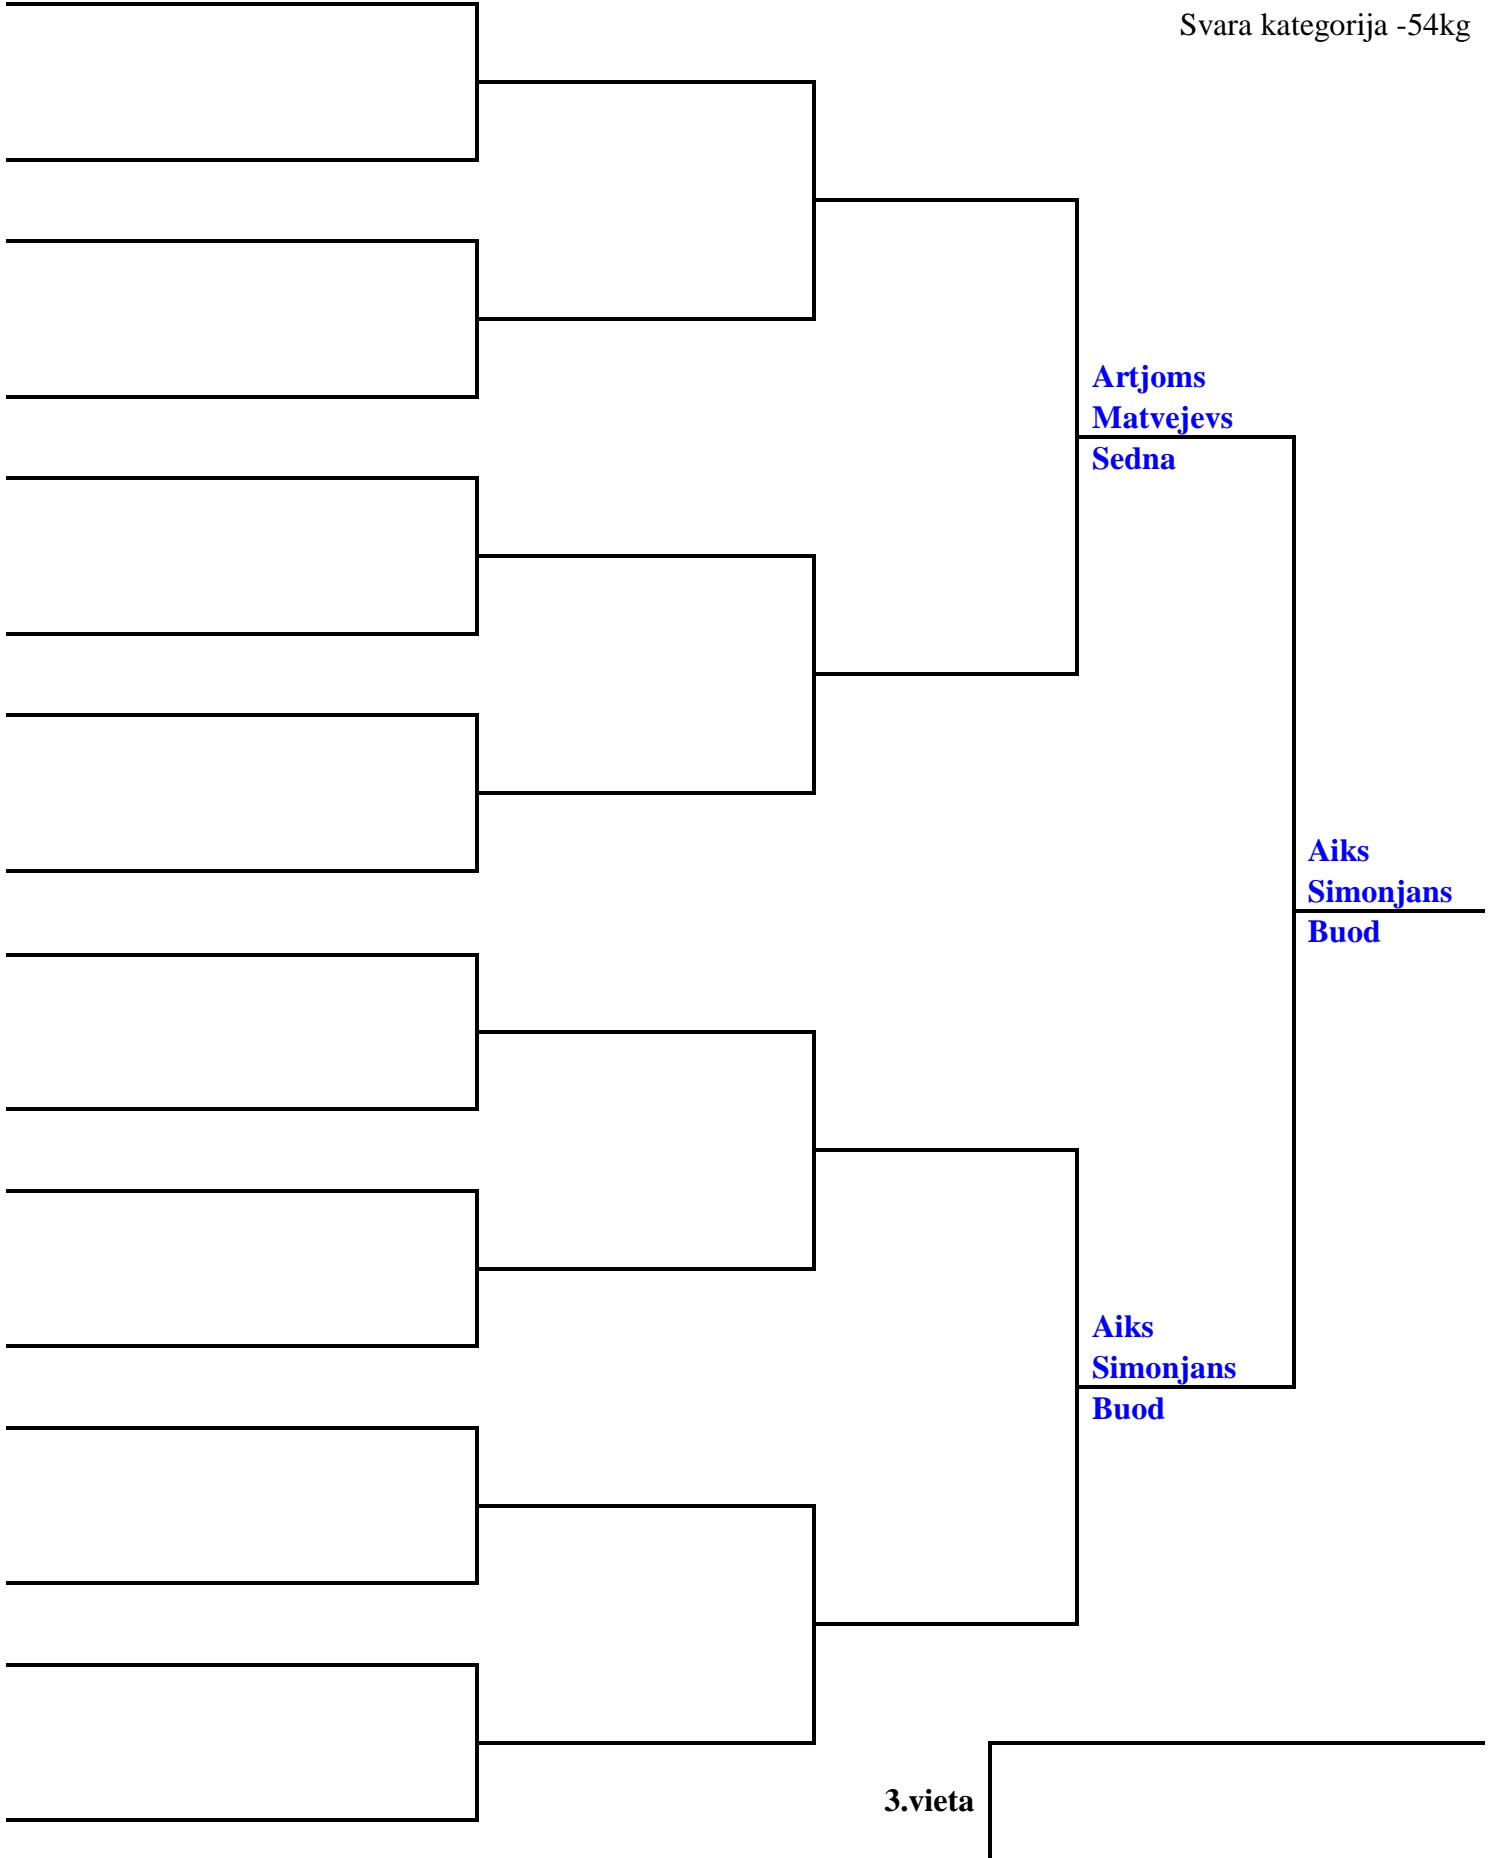 Svara kategorija -54kg
Artjoms
Matvejevs
Sedna
Aiks
Simonjans
Buod
Aiks
Simonjans
Buod
3.vieta